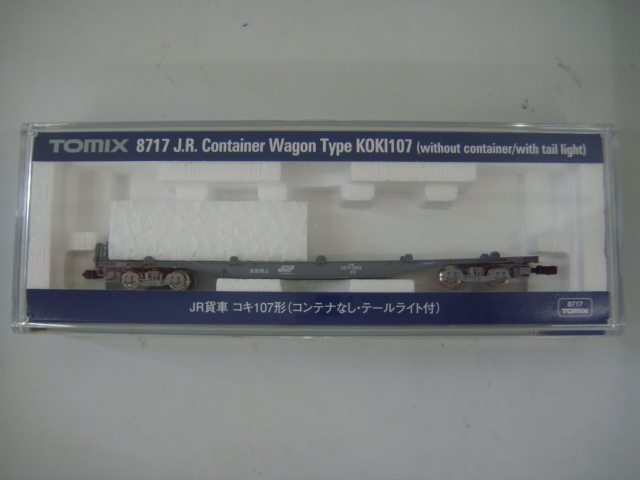 TOMIX 8717 J.R. Container Wagon Type KOKI107 (without container/with tail light)
JR貨車 コキ107形(コンテナなし・テールライト付)
8717
TOMIX